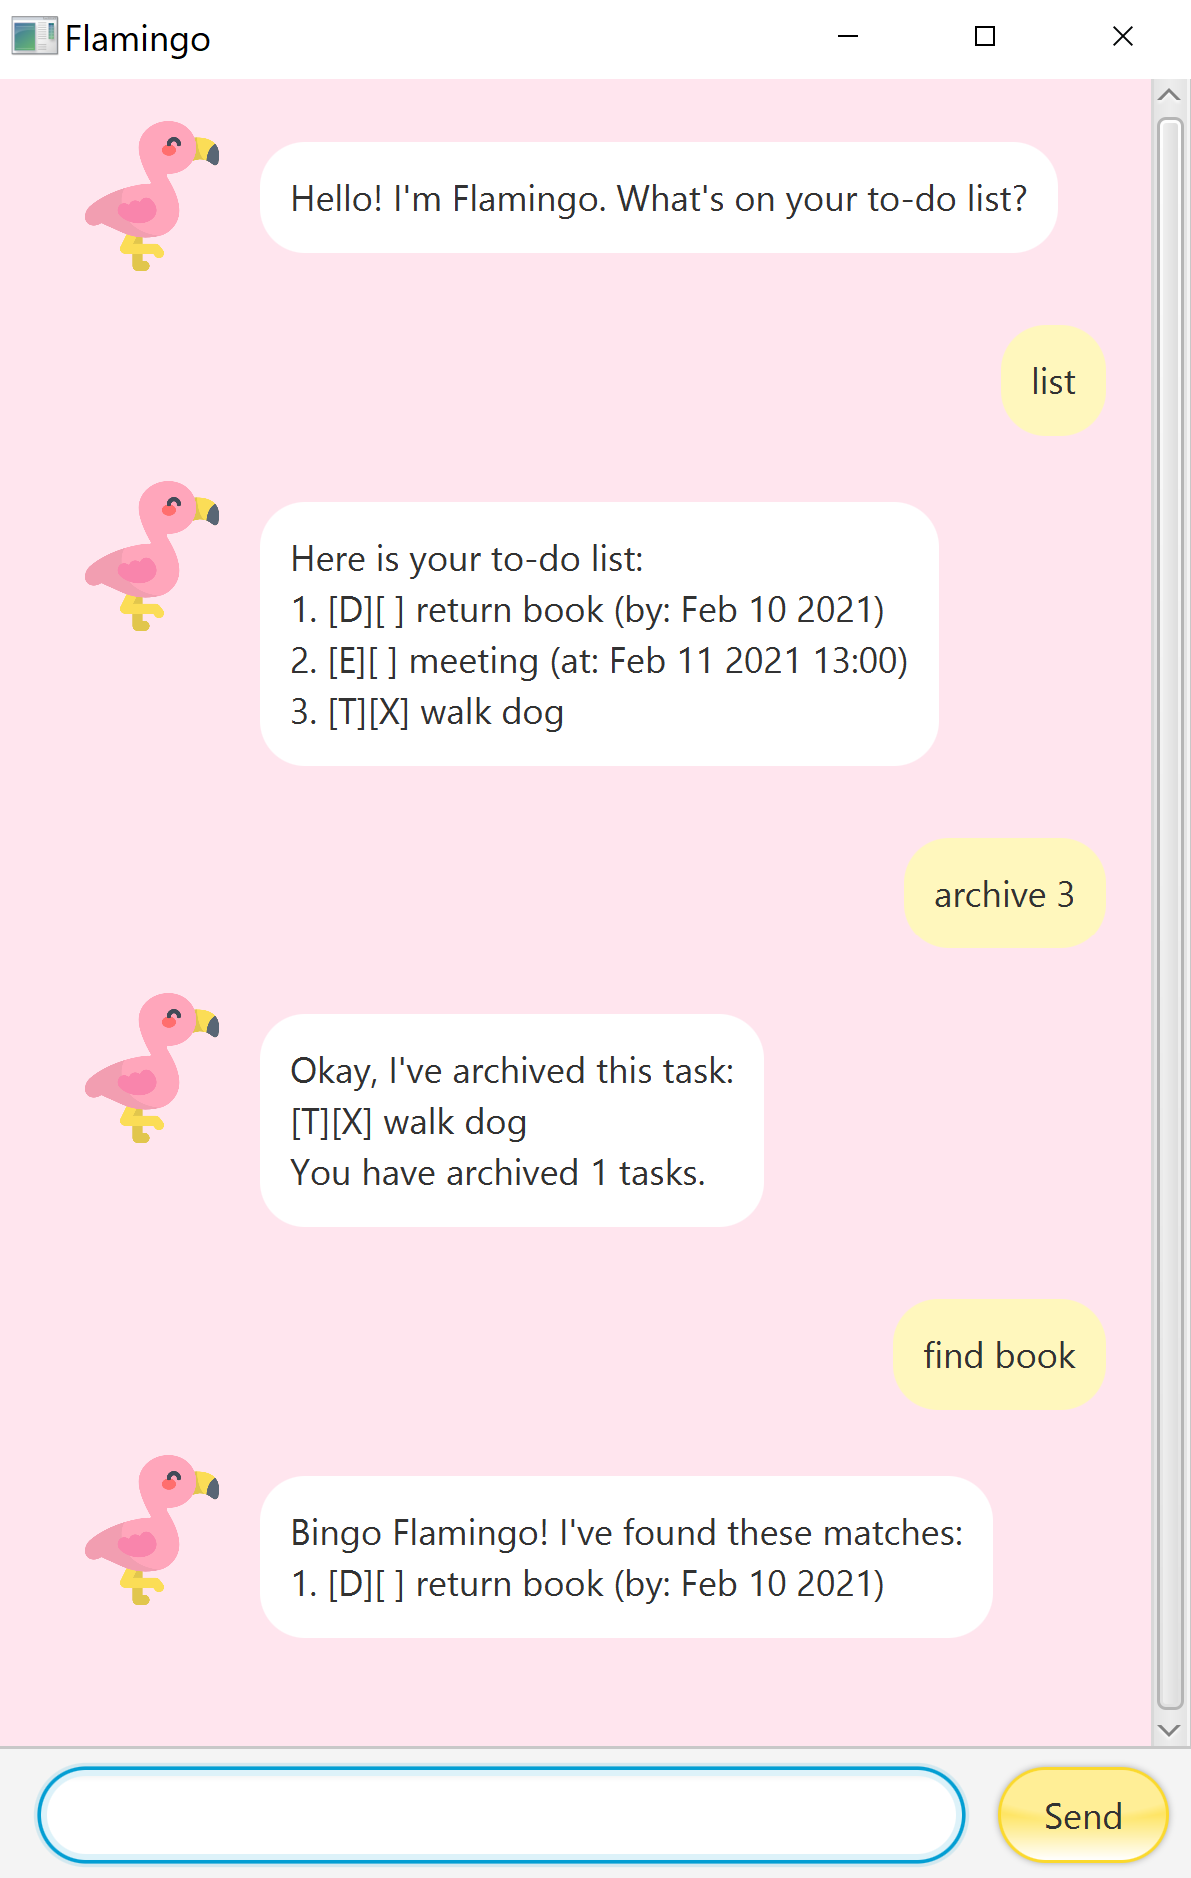 Flamingo
Hello! I'm Flamingo. What's on your to-do list?
list
Here is your to-do list:
1. [D][ ] return book (by: Feb 10 2021)
2. [E][ ] meeting (at: Feb 11 2021 13:00)
3. [T][X] walk dog
archive 3
Okay, I've archived this task:
[T][X] walk dog
You have archived 1 tasks.
find book
Bingo Flamingo! I've found these matches:
1. [D][ ] return book (by: Feb 10 2021)
Send